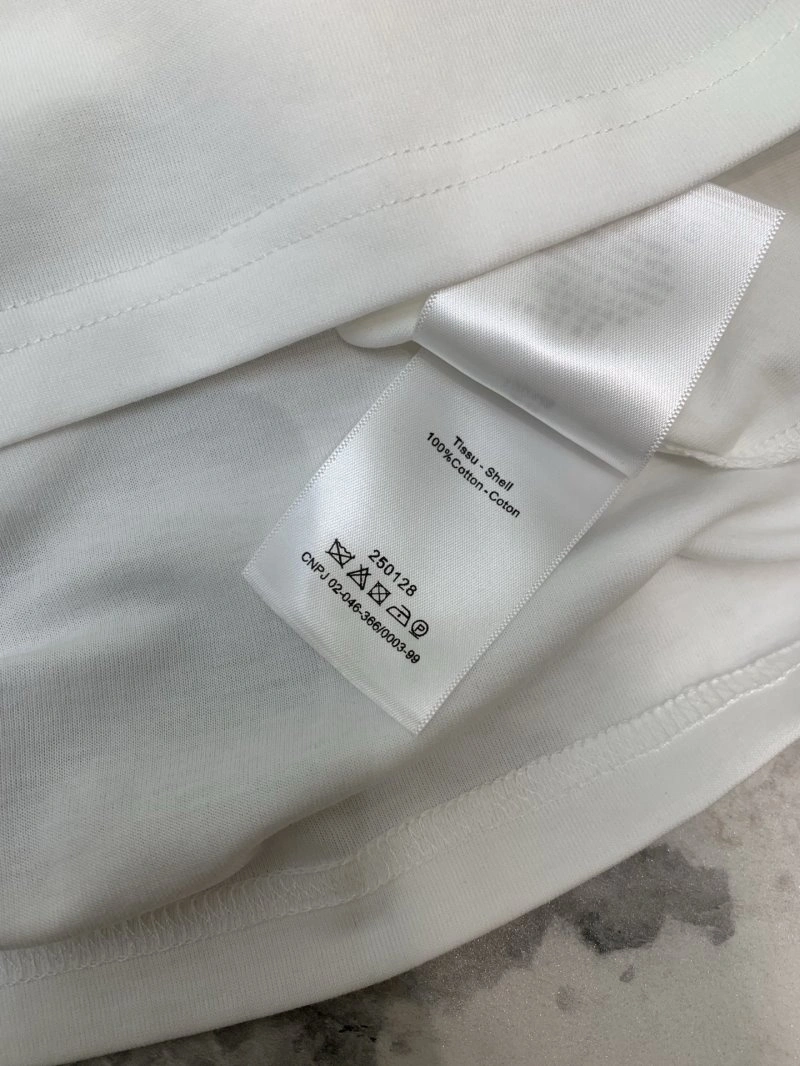 Tissu - Shell
100%Cotton-Coton
250128
P
CNPJ 02-046-366/0003-99